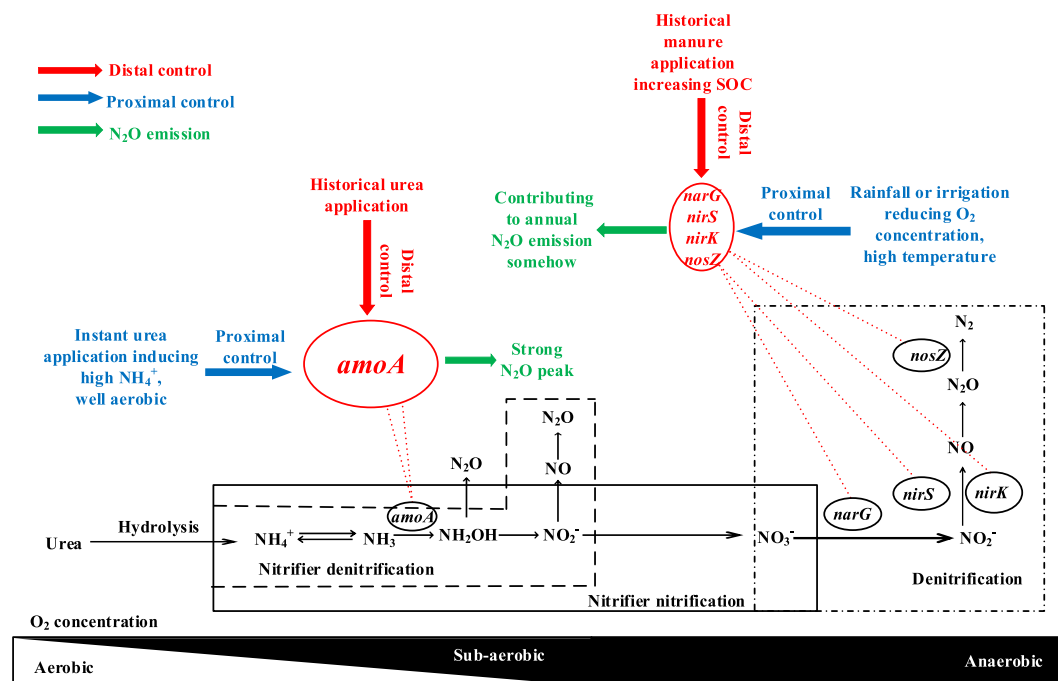 Distal control
Proximal control
N₂O emission
Historical
manure
application
increasing SOC
Distal
control
Historical urea
application
Distal
control
Contributing
to annual
N₂O emission
somehow
narG
nirS
nirK
nosZ
Proximal
control
Rainfall or irrigation
reducing O₂
concentration,
high temperature
Instant urea
application inducing
high NH₄⁺,
well aerobic
Proximal
control
amoA
Strong
N₂O peak
N₂
nosZ
N₂O
NO
N₂O
NO
N₂O
nirS
nirK
narG
amoA
Hydrolysis
Urea
NH₄⁺
NH₃
NH₂OH
NO₂⁻
NO₃⁻
NO₂⁻
Nitrifier denitrification
Denitrification
Nitrifier nitrification
O₂ concentration
Aerobic
Sub-aerobic
Anaerobic